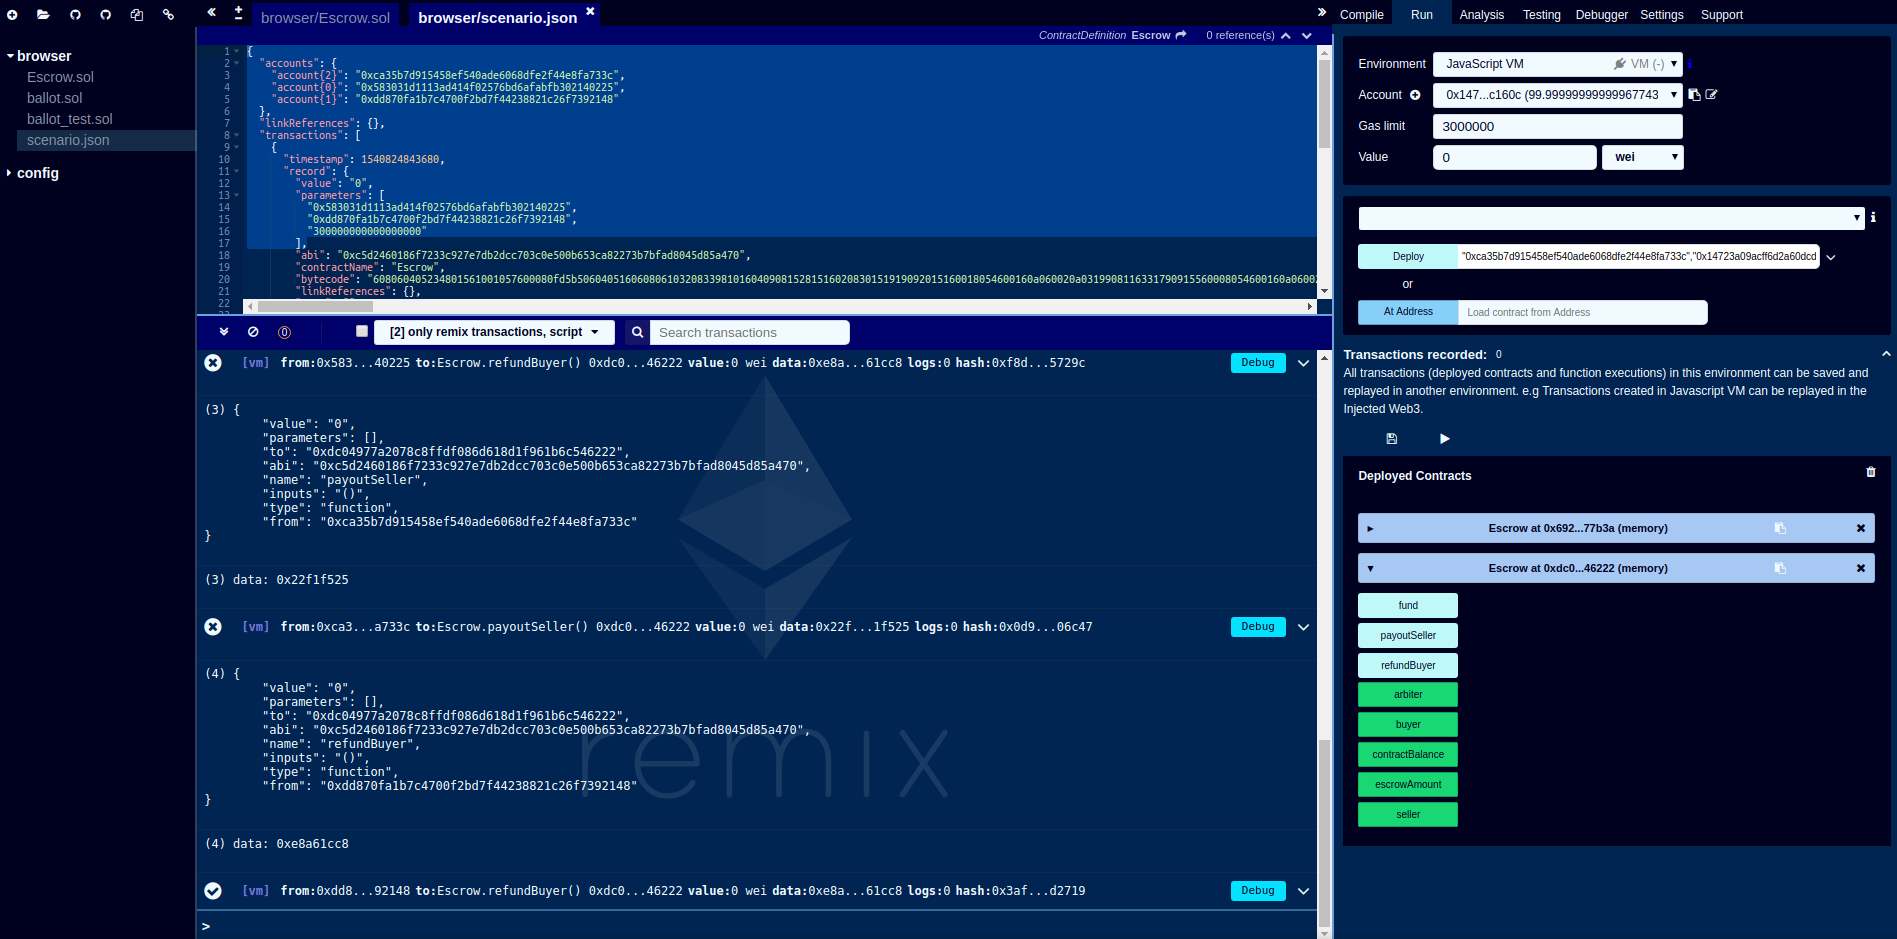 browser/Escrow.sol
browser/scenario.json
Compile
Run
Analysis
Testing
Debugger
Settings
Support
browser
Escrow.sol
ballot.sol
ballot_test.sol
scenario.json
config
ContractDefinition Escrow 0 reference(s)
1 {
2 "accounts": {
3 "account{2}": "0xca35b7d915458ef540ade6068dfe2f44e8fa733c",
4 "account{0}": "0x583031d1113ad414f02576bd6afabfb302140225",
5 "account{1}": "0xdd870fa1b7c4700f2bd7f44238821c26f7392148"
6 },
7 "linkReferences": {},
8 "transactions": [
9 {
10 "timestamp": 1540824843680,
11 "record": {
12 "value": "0",
13 "parameters": [
14 "0x583031d1113ad414f02576bd6afabfb302140225",
15 "0xdd870fa1b7c4700f2bd7f44238821c26f7392148",
16 "300000000000000000"
17 ],
18 "abi": "0xc5d2460186f7233c927e7db2dcc703c0e500b653ca82273b7bfad8045d85a470",
19 "contractName": "Escrow",
20 "bytecode":
21 "linkReferences": {},
22
[2] only remix transactions, script
Search transactions
[vm] from:0x583...40225 to:Escrow.refundBuyer() 0xdc0...46222 value:0 wei data:0xe8a...61cc8 logs:0 hash:0xf8d...5729c
Debug
(3) {
"value": "0",
"parameters": [],
"to": "0xdc04977a2078c8ffdf086d618d1f961b6c546222",
"abi": "0xc5d2460186f7233c927e7db2dcc703c0e500b653ca82273b7bfad8045d85a470",
"name": "payoutSeller",
"inputs": "()",
"type": "function",
"from": "0xca35b7d915458ef540ade6068dfe2f44e8fa733c"
}
(3) data: 0x22f1f525
[vm] from:0xca3...a733c to:Escrow.payoutSeller() 0xdc0...46222 value:0 wei data:0x22f...1f525 logs:0 hash:0x0d9...06c47
Debug
(4) {
"value": "0",
"parameters": [],
"to": "0xdc04977a2078c8ffdf086d618d1f961b6c546222",
"abi": "0xc5d2460186f7233c927e7db2dcc703c0e500b653ca82273b7bfad8045d85a470",
"name": "refundBuyer",
"inputs": "()",
"type": "function",
"from": "0xdd870fa1b7c4700f2bd7f44238821c26f7392148"
}
remix
(4) data: 0xe8a61cc8
[vm] from:0xdd8...92148 to:Escrow.refundBuyer() 0xdc0...46222 value:0 wei data:0xe8a...61cc8 logs:0 hash:0x3af...d2719
Debug
>
Environment JavaScript VM VM (-)
Account 0x147...c160c (99.99999999999967743
Gas limit 3000000
Value 0 wei
Deploy "0xca35b7d915458ef540ade6068dfe2f44e8fa733c","0x14723a09acff6d2a60dcd
or
At Address Load contract from Address
Transactions recorded: 0
All transactions (deployed contracts and function executions) in this environment can be saved and
replayed in another environment. e.g Transactions created in Javascript VM can be replayed in the
Injected Web3.
Deployed Contracts
Escrow at 0x692...77b3a (memory)
Escrow at 0xdc0...46222 (memory)
fund
payoutSeller
refundBuyer
arbiter
buyer
contractBalance
escrowAmount
seller